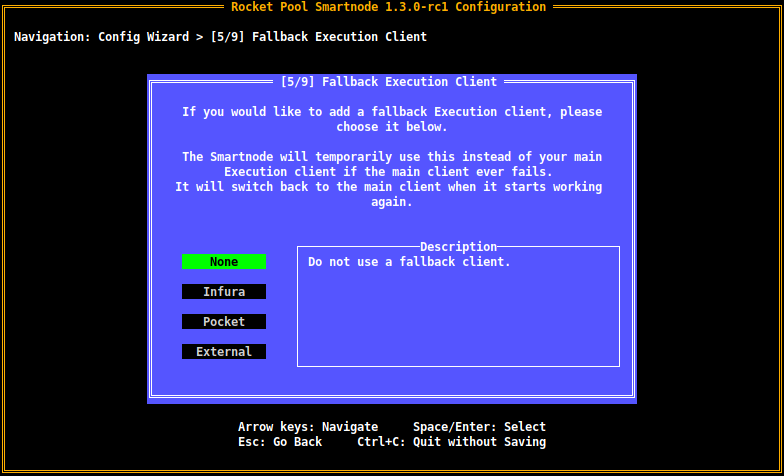 Rocket Pool Smartnode 1.3.0-rc1 Configuration
Navigation: Config Wizard > [5/9] Fallback Execution Client
[5/9] Fallback Execution Client
If you would like to add a fallback Execution client, please
choose it below.
The Smartnode will temporarily use this instead of your main
Execution client if the main client ever fails.
It will switch back to the main client when it starts working
again.
None
Infura
Pocket
External
Description
Do not use a fallback client.
Arrow keys: Navigate     Space/Enter: Select
Esc: Go Back     Ctrl+C: Quit without Saving